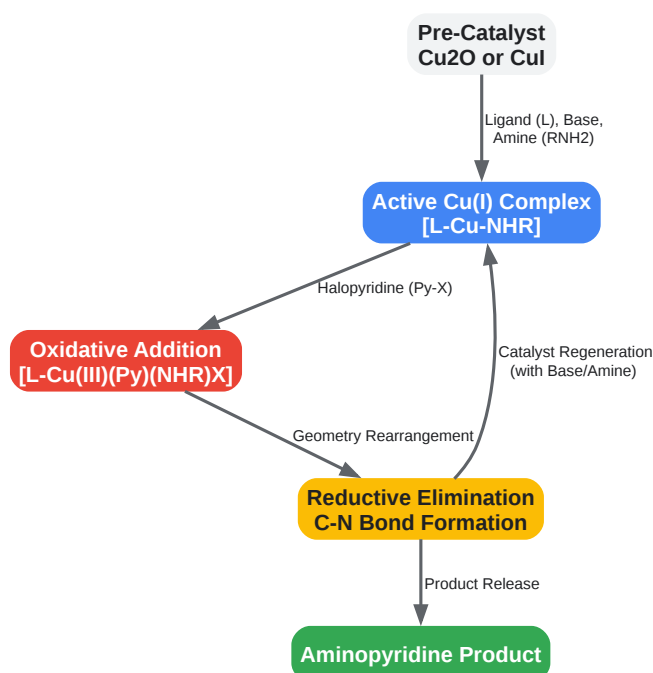 Pre-Catalyst
Cu2O or CuI
Ligand (L), Base,
Amine (RNH2)
Active Cu(I) Complex
[L-Cu-NHR]
Halopyridine (Py-X)
Oxidative Addition
[L-Cu(III)(Py)(NHR)X]
Catalyst Regeneration
(with Base/Amine)
Geometry Rearrangement
Reductive Elimination
C-N Bond Formation
Product Release
Aminopyridine Product